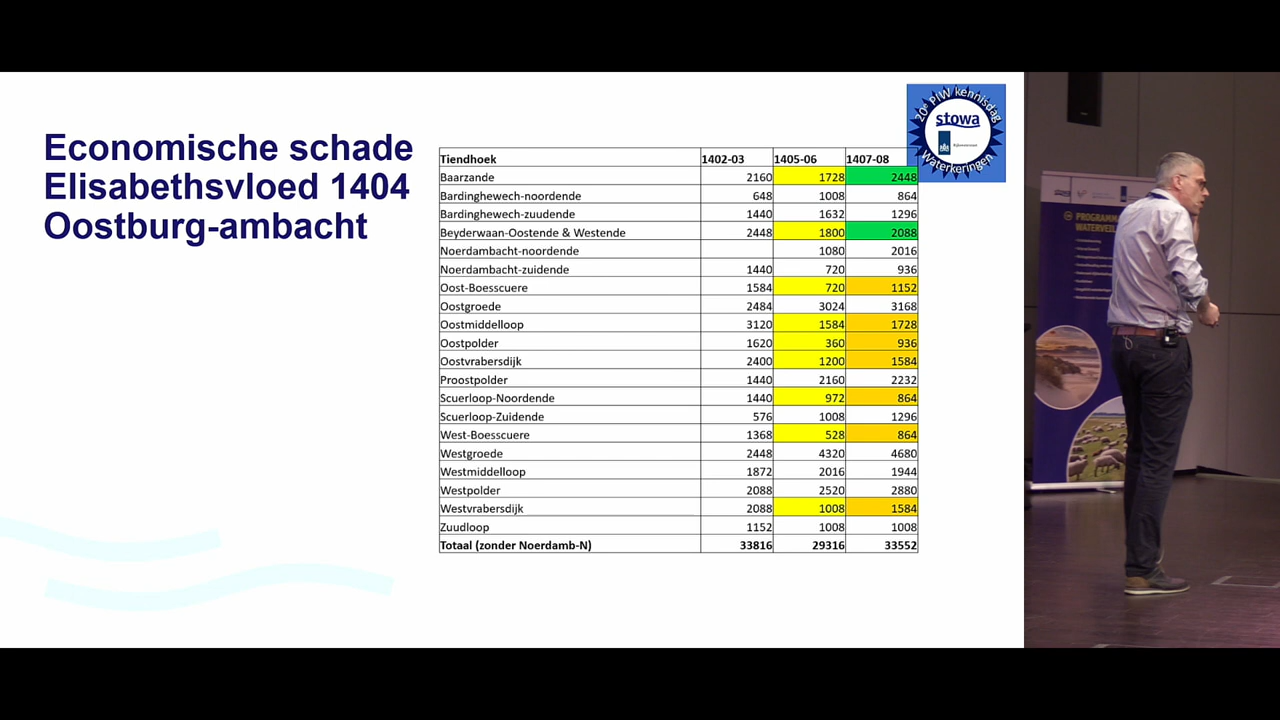 Economische schade
Elisabethsvloed 1404
Oostburg-ambacht
20e PIW kennisdag
stowa
Rijkswaterstaat
Waterkeringen
Tiendhoek 1402-03 1405-06 1407-08
Baarzande 2160 1728 2448
Bardinghewech-noordende 648 1008 864
Bardinghewech-zuudende 1440 1632 1296
Beyderwaan-Oostende & Westende 2448 1800 2088
Noerdambacht-noordende 1080 2016
Noerdambacht-zuidende 1440 720 936
Oost-Boesscuere 1584 720 1152
Oostgroede 2484 3024 3168
Oostmiddelloop 3120 1584 1728
Oostpolder 1620 360 936
Oostvrabersdijk 2400 1200 1584
Proostpolder 1440 2160 2232
Scuerloop-Noordende 1440 972 864
Scuerloop-Zuidende 576 1008 1296
West-Boesscuere 1368 528 864
Westgroede 2448 4320 4680
Westmiddelloop 1872 2016 1944
Westpolder 2088 2520 2880
Westvrabersdijk 2088 1008 1584
Zuudloop 1152 1008 1008
Totaal (zonder Noerdamb-N) 33816 29316 33552
PROGRAMM
WATERVEIL